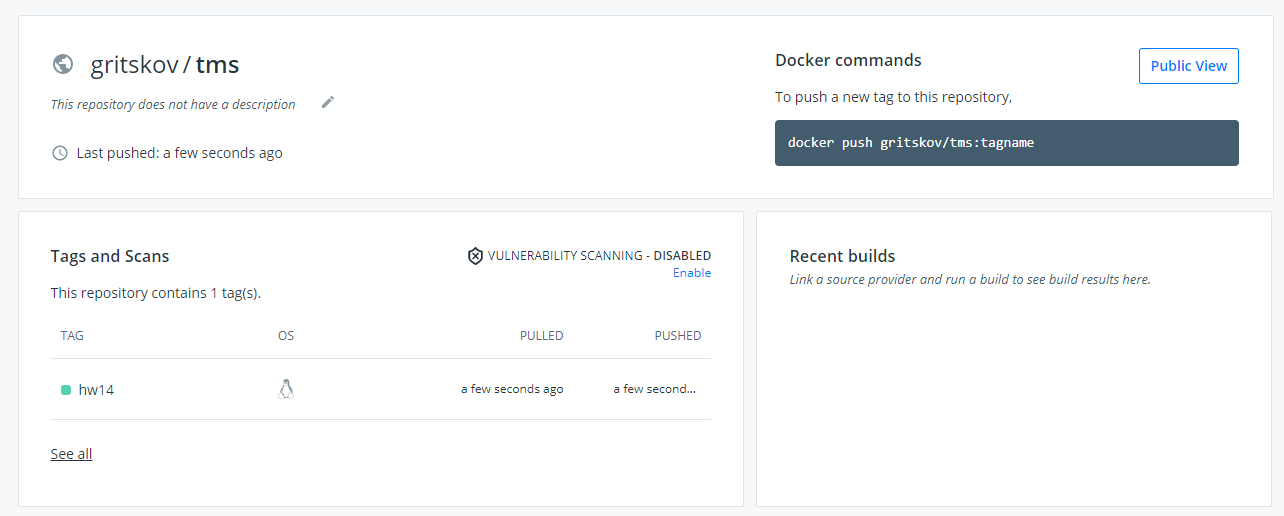 gritskov / tms
This repository does not have a description
Last pushed: a few seconds ago
Docker commands
Public View
To push a new tag to this repository,
docker push gritskov/tms:tagname
Tags and Scans
VULNERABILITY SCANNING - DISABLED
Enable
This repository contains 1 tag(s).
TAG OS PULLED PUSHED
hw14 a few seconds ago a few second...
See all
Recent builds
Link a source provider and run a build to see build results here.